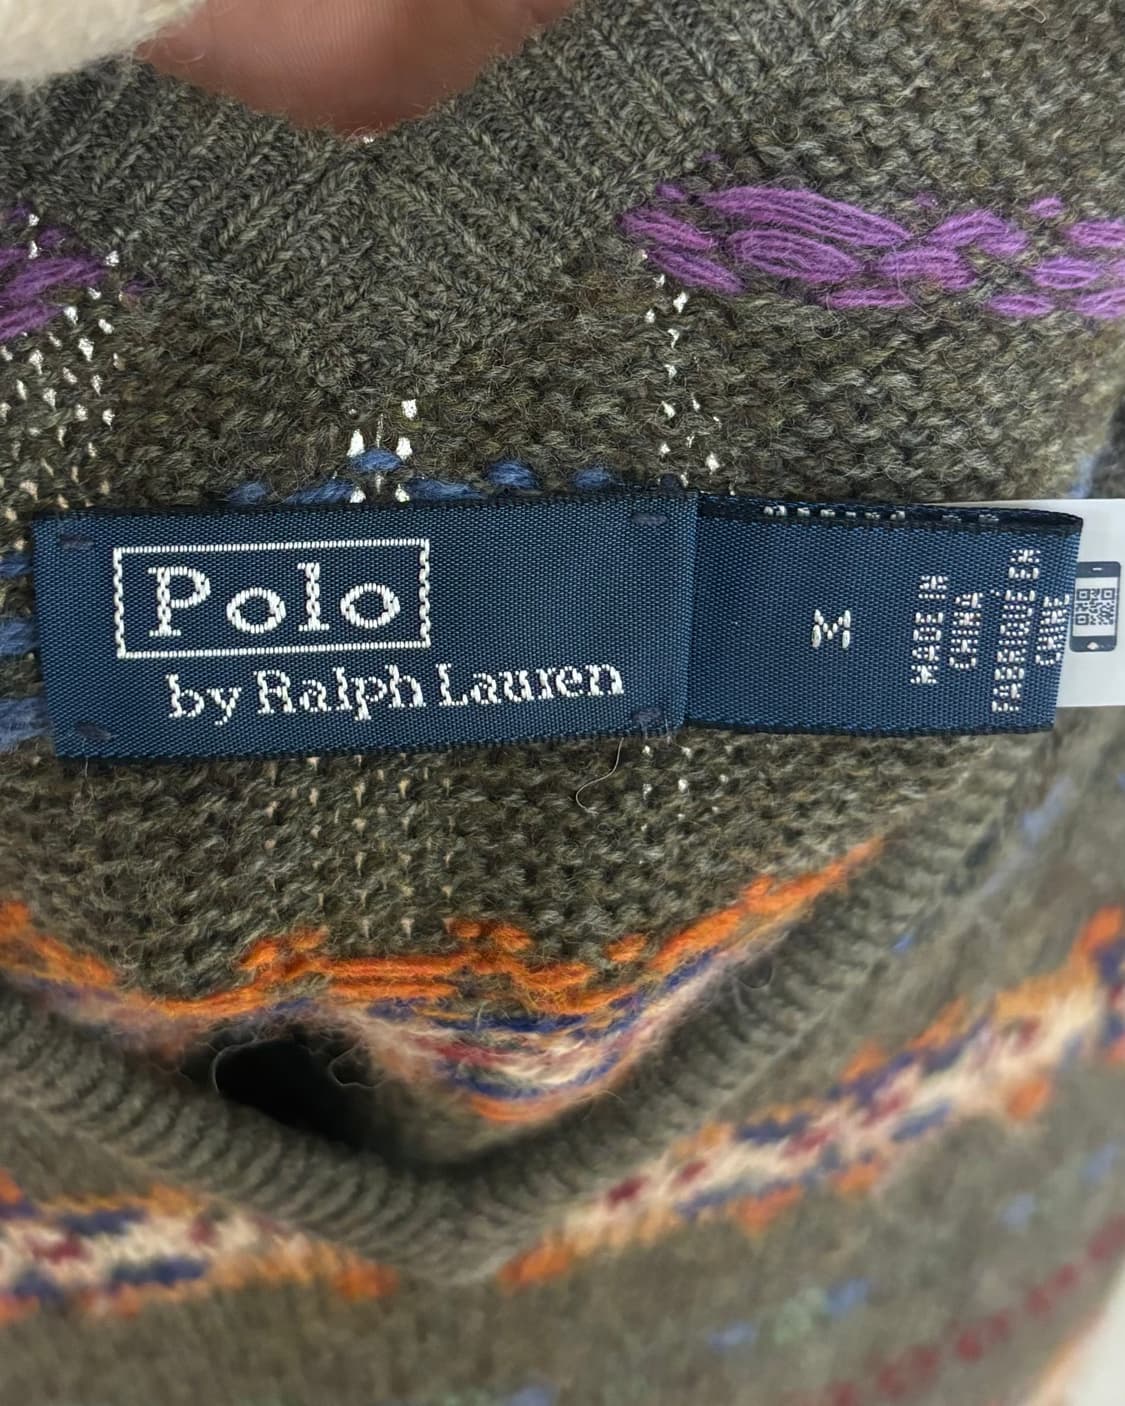 Polo
by Ralph Lauren
M
MADE IN
CHINA
FABRIQUÉ EN
CHINE